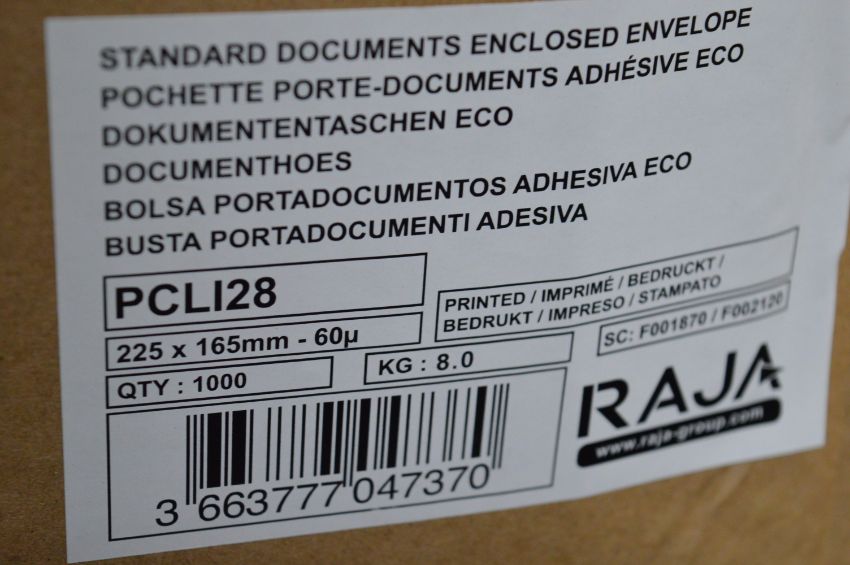 STANDARD DOCUMENTS ENCLOSED ENVELOPE
POCHETTE PORTE-DOCUMENTS ADHÉSIVE ECO
DOKUMENTENTASCHEN ECO
DOCUMENTHOES
BOLSA PORTADOCUMENTOS ADHESIVA ECO
BUSTA PORTADOCUMENTI ADESIVA
PCLI28
PRINTED / IMPRIMÉ / BEDRUCKT /
BEDRUKT / IMPRESO / STAMPATO
225 x 165mm - 60µ
SC: F001870 / F002120
QTY : 1000
KG : 8.0
RAJA
www.raja-group.com
3 663777 047370